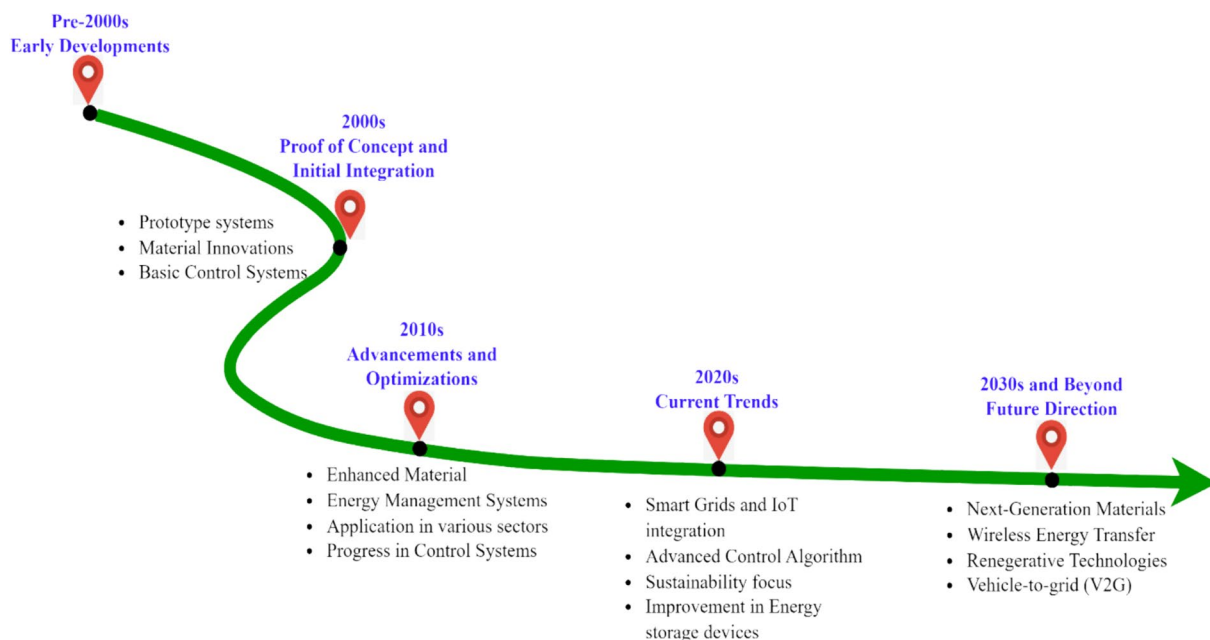 Pre-2000s
Early Developments
2000s
Proof of Concept and
Initial Integration
• Prototype systems
• Material Innovations
• Basic Control Systems
2010s
Advancements and
Optimizations
• Enhanced Material
• Energy Management Systems
• Application in various sectors
• Progress in Control Systems
2020s
Current Trends
• Smart Grids and IoT
integration
• Advanced Control Algorithm
• Sustainability focus
• Improvement in Energy
storage devices
2030s and Beyond
Future Direction
• Next-Generation Materials
• Wireless Energy Transfer
• Renegerative Technologies
• Vehicle-to-grid (V2G)